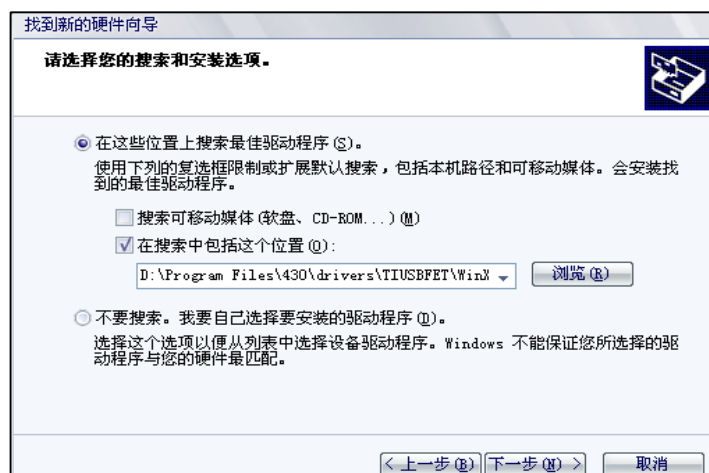 找到新的硬件向导
请选择您的搜索和安装选项。
在这些位置上搜索最佳驱动程序(S)。
使用下列的复选框限制或扩展默认搜索，包括本机路径和可移动媒体。会安装找
到的最佳驱动程序。
搜索可移动媒体(软盘、CD-ROM...)(M)
在搜索中包括这个位置(O):
D:\Program Files\430\drivers\TIUSBFET\WinX
浏览(R)
不要搜索。我要自己选择要安装的驱动程序(D)。
选择这个选项以便从列表中选择设备驱动程序。Windows 不能保证您所选择的驱
动程序与您的硬件最匹配。
< 上一步(B) 下一步(N) > 取消